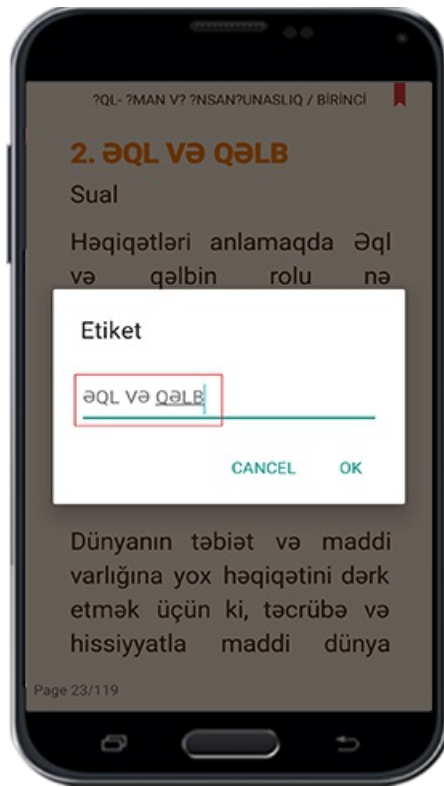 ?QL- ?MAN V? ?NSAN?UNASLIQ / BİRİNCİ
2. ƏQL VƏ QƏLB
Sual
Həqiqətləri anlamaqda Əql
və qəlbin rolu nə
Etiket
ƏQL VƏ QƏLB
CANCEL OK
Dünyanın təbiət və maddi
varlığına yox həqiqətini dərk
etmək üçün ki, təcrübə və
hissiyyatla maddi dünya
Page 23/119